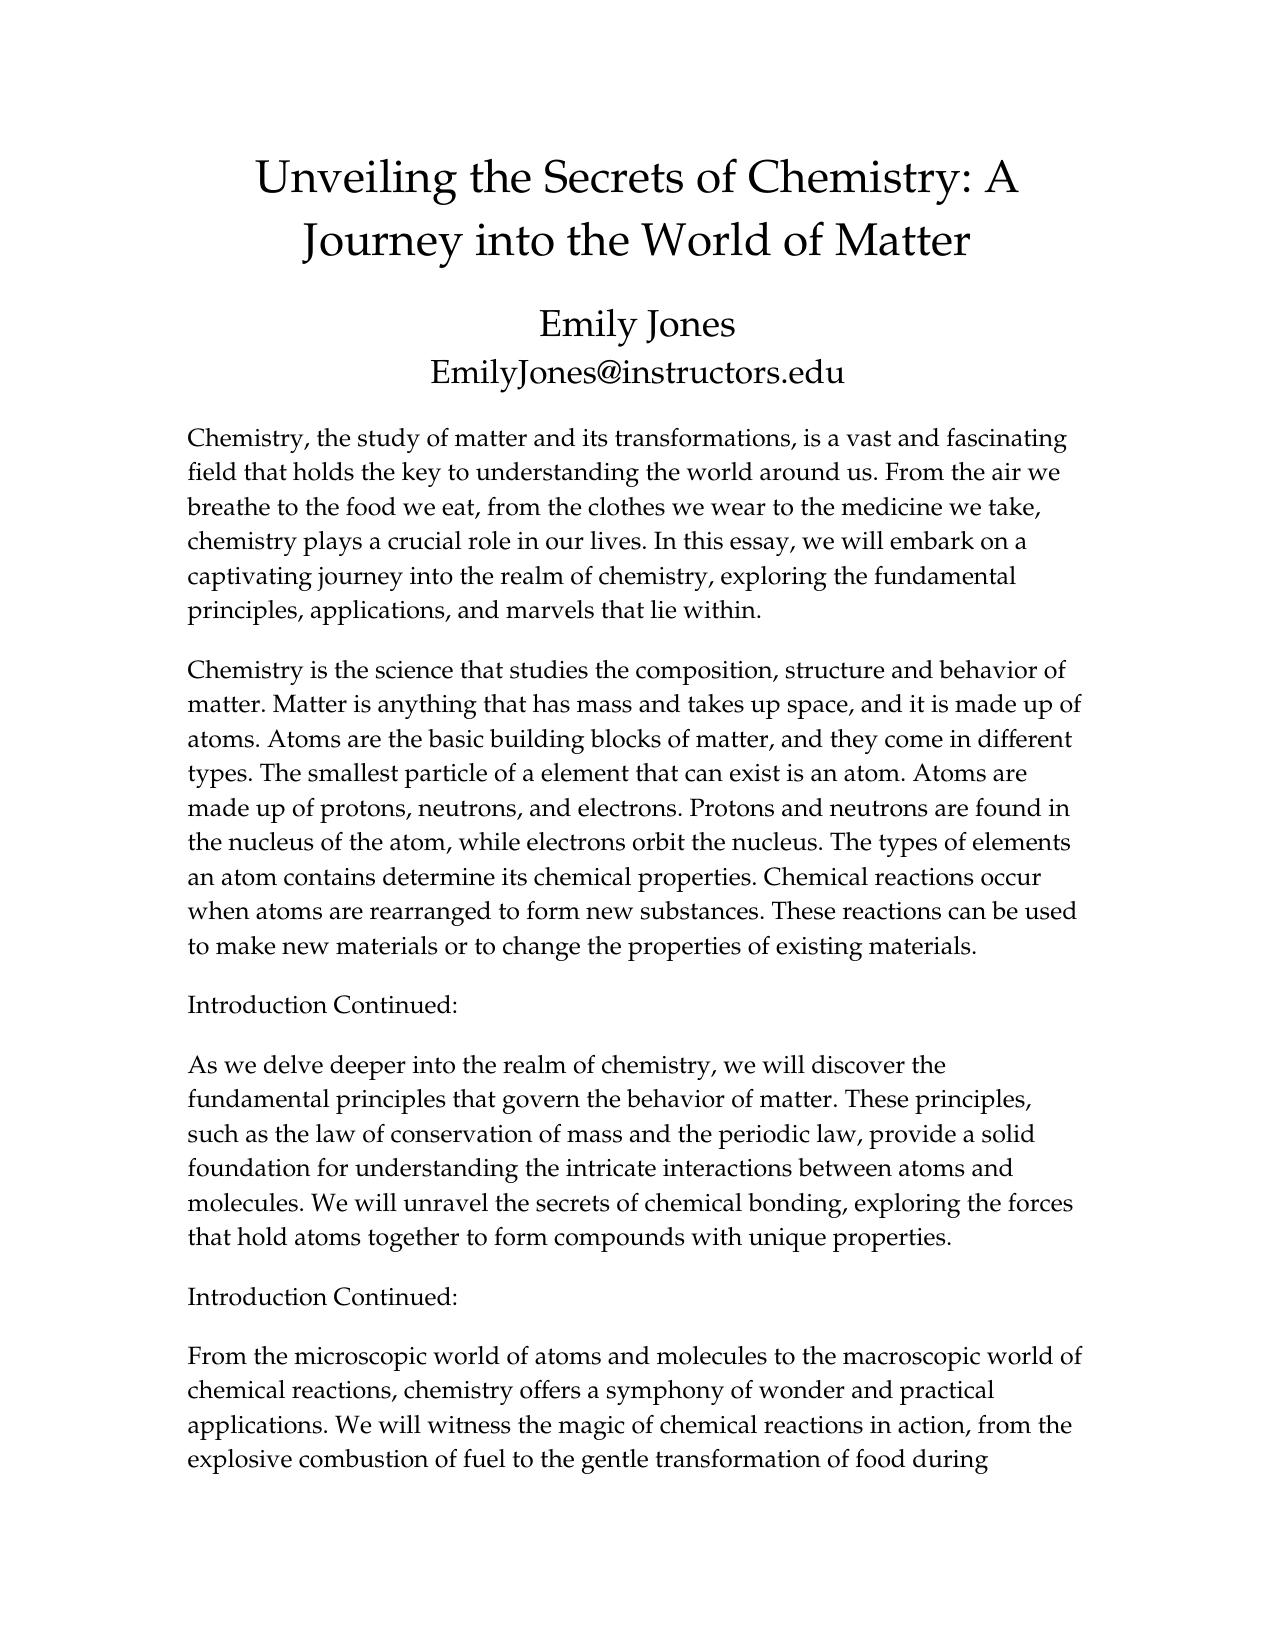 Unveiling the Secrets of Chemistry: A
Journey into the World of Matter
Emily Jones
EmilyJones@instructors.edu
Chemistry, the study of matter and its transformations, is a vast and fascinating
field that holds the key to understanding the world around us. From the air we
breathe to the food we eat, from the clothes we wear to the medicine we take,
chemistry plays a crucial role in our lives. In this essay, we will embark on a
captivating journey into the realm of chemistry, exploring the fundamental
principles, applications, and marvels that lie within.
Chemistry is the science that studies the composition, structure and behavior of
matter. Matter is anything that has mass and takes up space, and it is made up of
atoms. Atoms are the basic building blocks of matter, and they come in different
types. The smallest particle of a element that can exist is an atom. Atoms are
made up of protons, neutrons, and electrons. Protons and neutrons are found in
the nucleus of the atom, while electrons orbit the nucleus. The types of elements
an atom contains determine its chemical properties. Chemical reactions occur
when atoms are rearranged to form new substances. These reactions can be used
to make new materials or to change the properties of existing materials.
Introduction Continued:
As we delve deeper into the realm of chemistry, we will discover the
fundamental principles that govern the behavior of matter. These principles,
such as the law of conservation of mass and the periodic law, provide a solid
foundation for understanding the intricate interactions between atoms and
molecules. We will unravel the secrets of chemical bonding, exploring the forces
that hold atoms together to form compounds with unique properties.
Introduction Continued:
From the microscopic world of atoms and molecules to the macroscopic world of
chemical reactions, chemistry offers a symphony of wonder and practical
applications. We will witness the magic of chemical reactions in action, from the
explosive combustion of fuel to the gentle transformation of food during